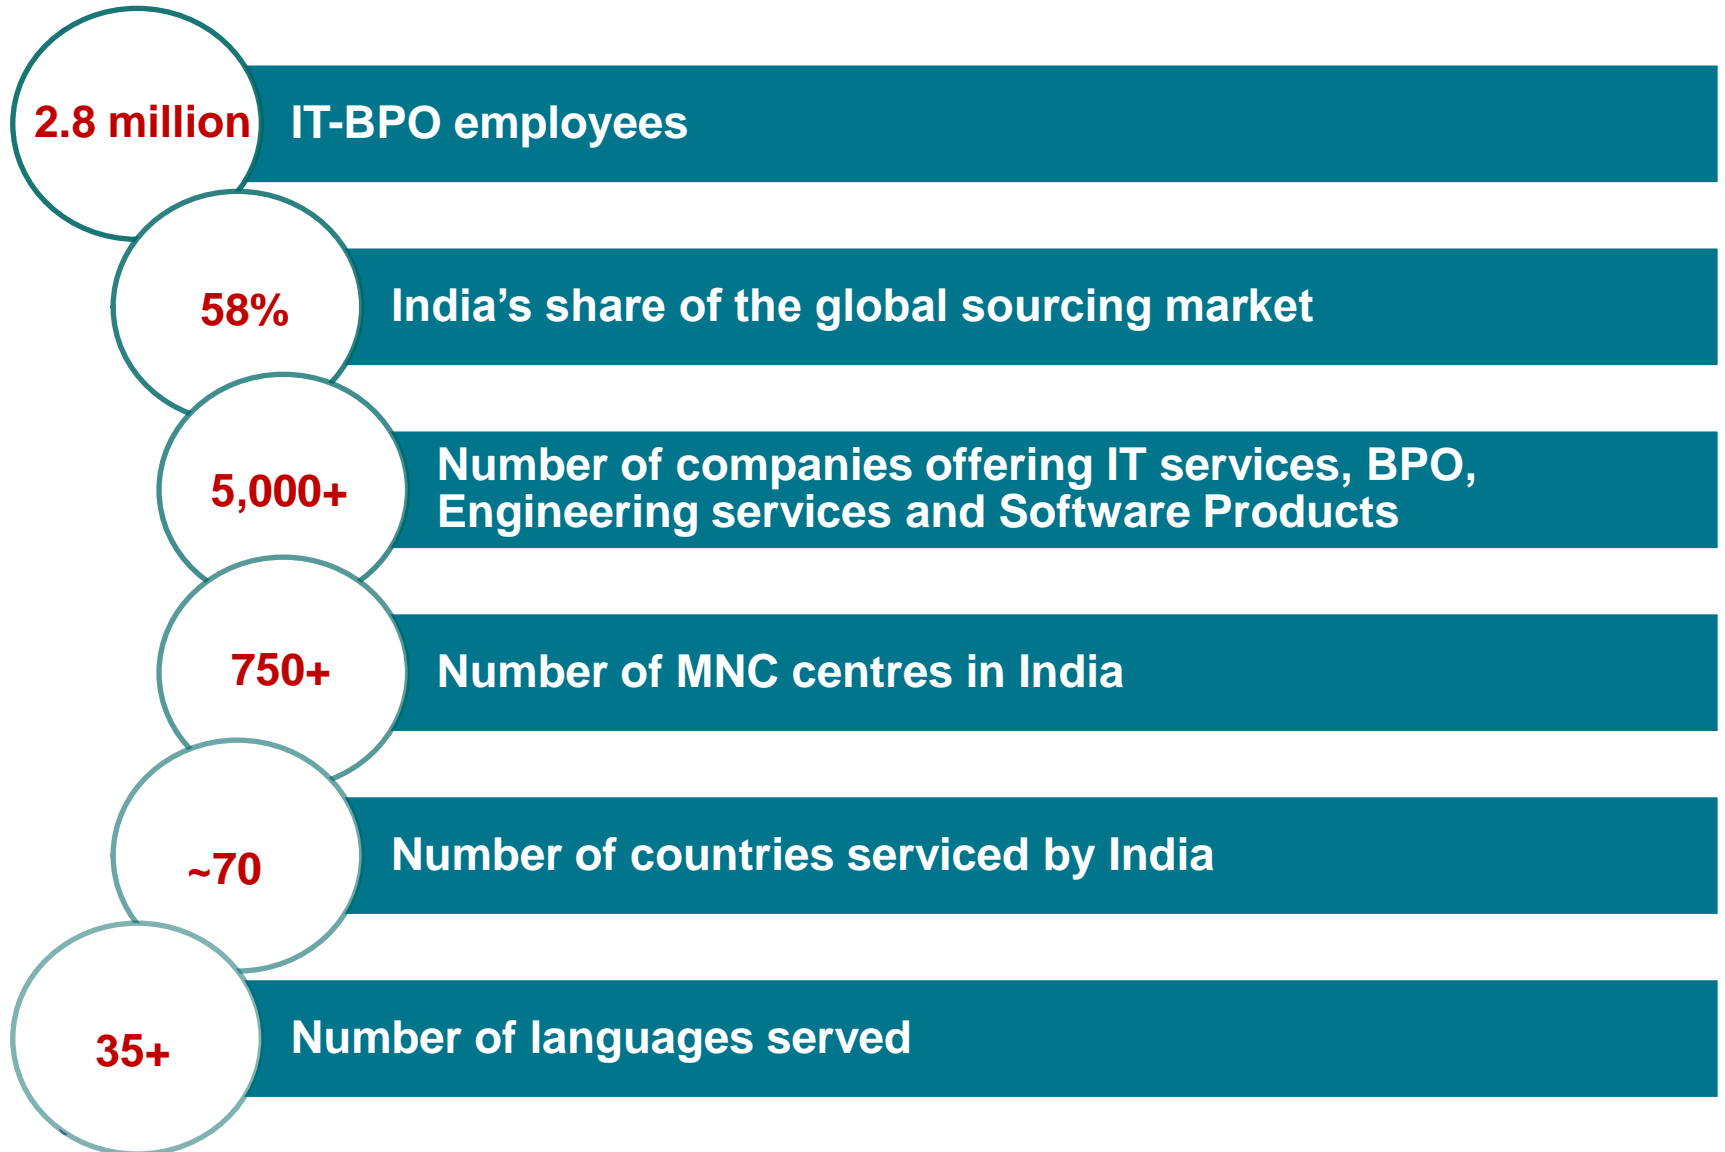 2.8 million
IT-BPO employees
58%
India’s share of the global sourcing market
5,000+
Number of companies offering IT services, BPO,
Engineering services and Software Products
750+
Number of MNC centres in India
~70
Number of countries serviced by India
35+
Number of languages served